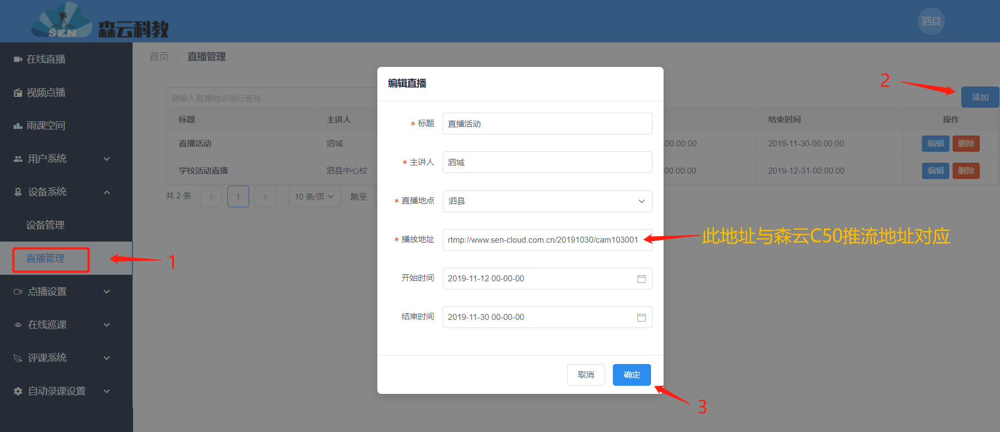 SEN 森云科教
泗县
在线直播
视频点播
雨课空间
用户系统
设备系统
设备管理
直播管理
点播设置
在线巡课
评课系统
自动录课设置
1
首页 / 直播管理
请输入直播地点进行查找
2
添加
标题 主讲人 结束时间 操作
直播活动 泗城 -00:00:00 2019-11-30-00:00:00 编辑 删除
学校活动直播 泗县中心校 00:00:00 2019-12-31-00:00:00 编辑 删除
共 2 条 1 10 条/页 跳至
编辑直播
* 标题 直播活动
* 主讲人 泗城
* 直播地点 泗县
* 播放地址 rtmp://www.sen-cloud.com.cn/20191030/cam103001
此地址与森云C50推流地址对应
开始时间 2019-11-12 00-00-00
结束时间 2019-11-30 00-00-00
取消 确定
3